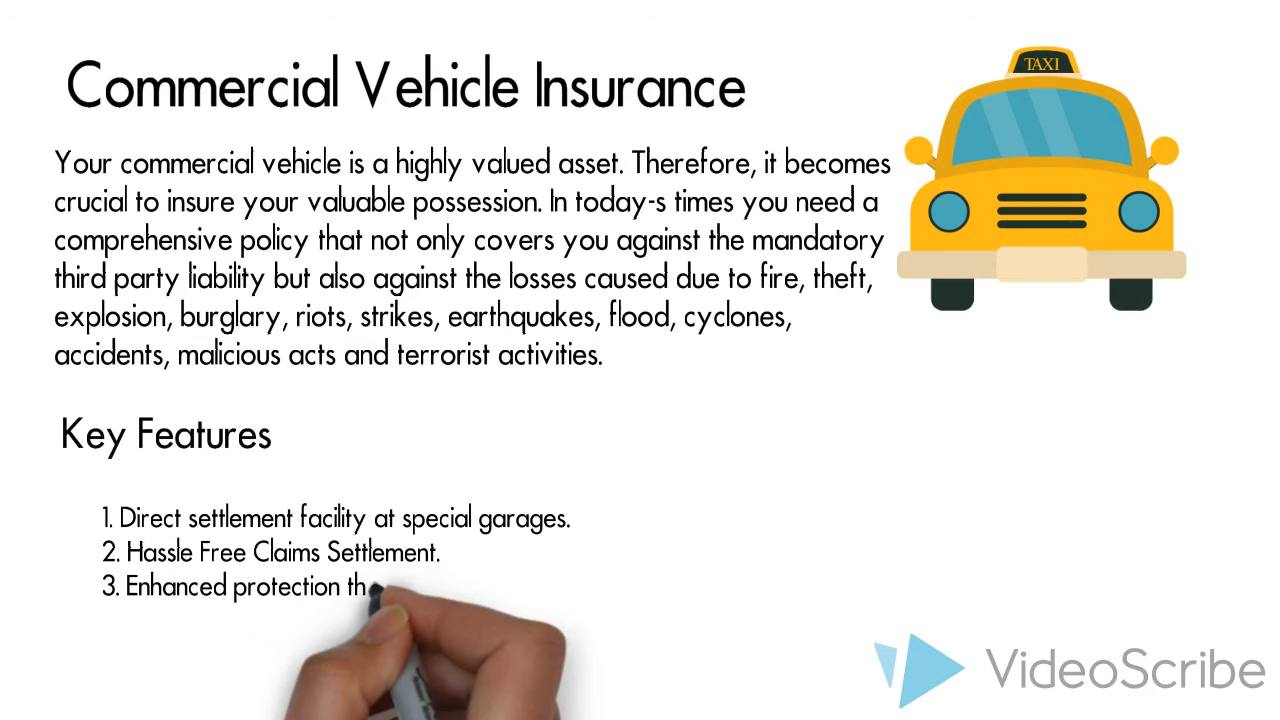 Commercial Vehicle Insurance
TAXI
Your commercial vehicle is a highly valued asset. Therefore, it becomes
crucial to insure your valuable possession. In today-s times you need a
comprehensive policy that not only covers you against the mandatory
third party liability but also against the losses caused due to fire, theft,
explosion, burglary, riots, strikes, earthquakes, flood, cyclones,
accidents, malicious acts and terrorist activities.
Key Features
1. Direct settlement facility at special garages.
2. Hassle Free Claims Settlement.
3. Enhanced protection th
VideoScribe